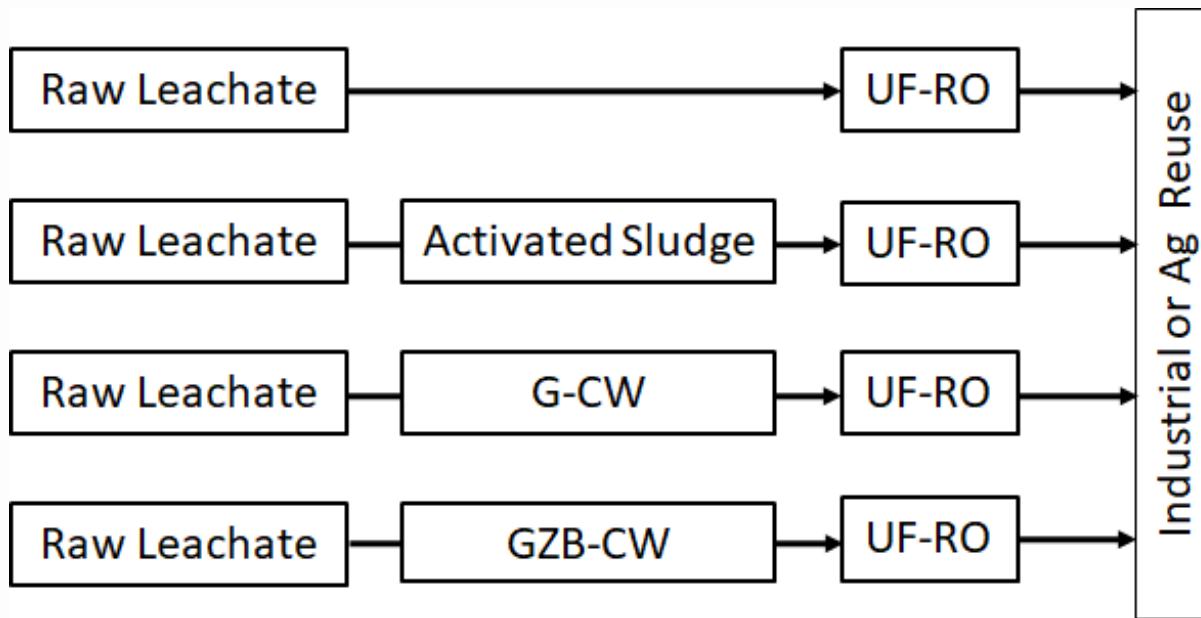 Raw Leachate
UF-RO
Raw Leachate
Activated Sludge
UF-RO
Raw Leachate
G-CW
UF-RO
Raw Leachate
GZB-CW
UF-RO
Industrial or Ag Reuse